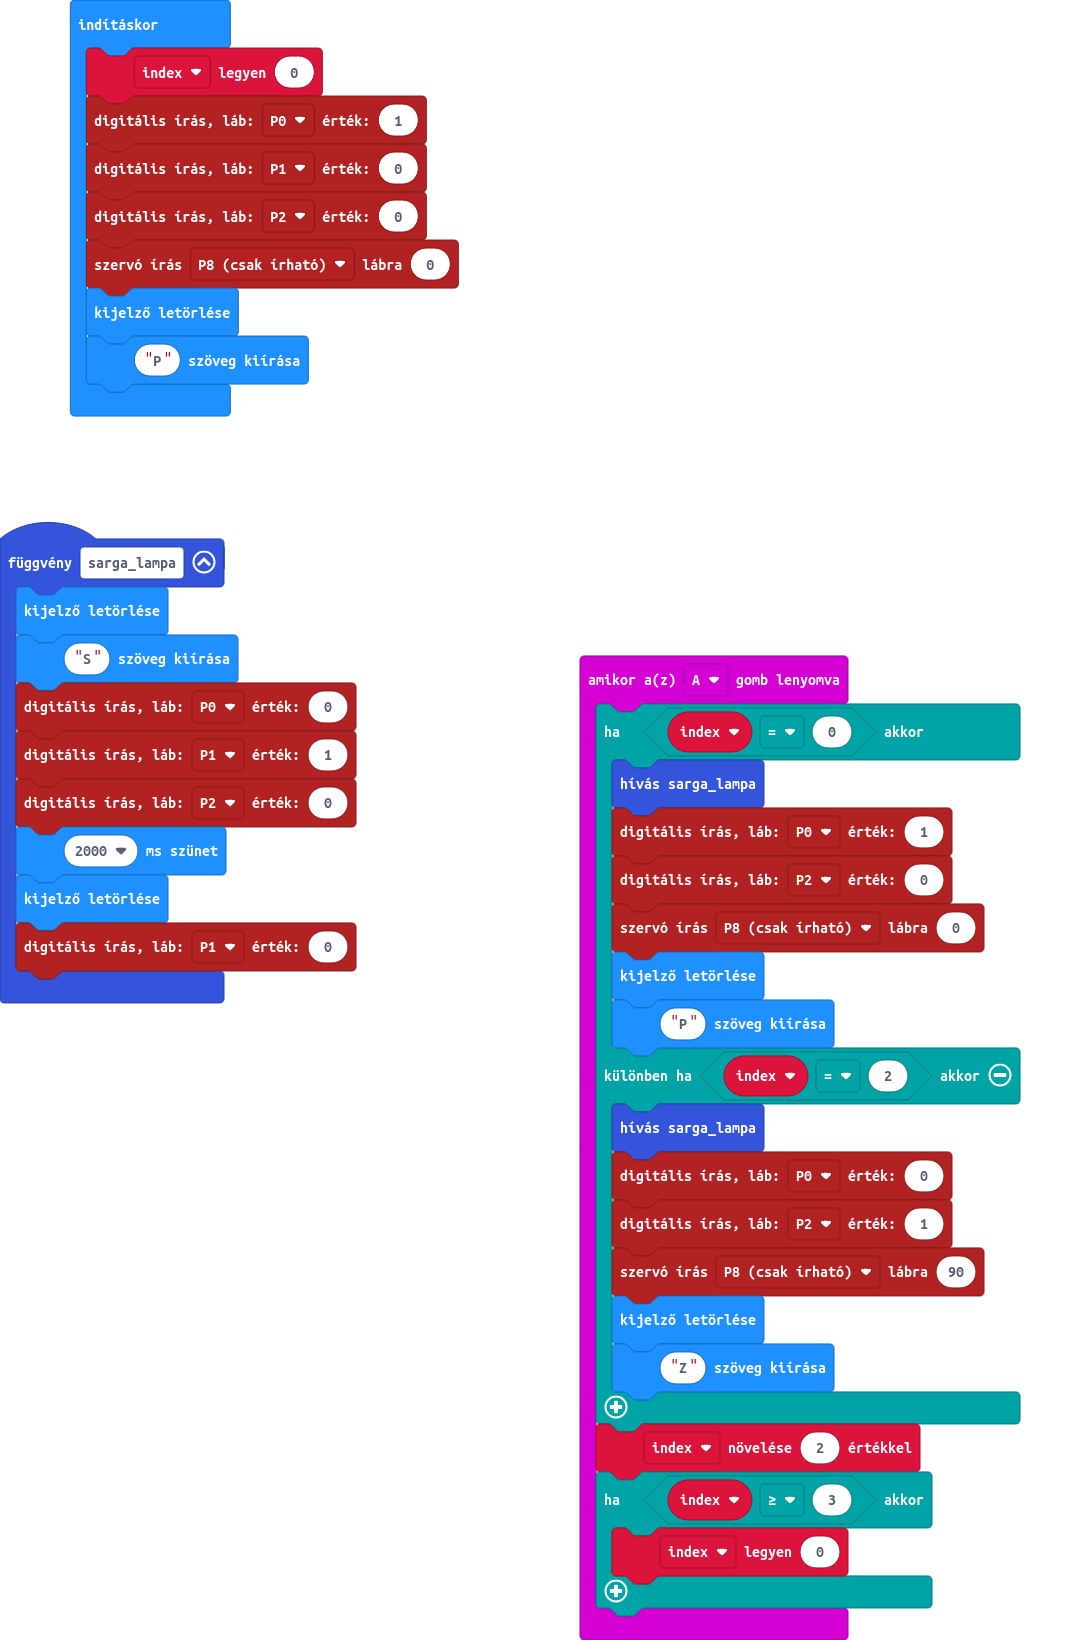 indításkor
index legyen 0
digitális írás, láb: P0 érték: 1
digitális írás, láb: P1 érték: 0
digitális írás, láb: P2 érték: 0
szervó írás P8 (csak írható) lábra 0
kijelző letörlése
"P" szöveg kiírása
függvény sarga_lampa
kijelző letörlése
"S" szöveg kiírása
digitális írás, láb: P0 érték: 0
digitális írás, láb: P1 érték: 1
digitális írás, láb: P2 érték: 0
2000 ms szünet
kijelző letörlése
digitális írás, láb: P1 érték: 0
amikor a(z) A gomb lenyomva
ha index = 0 akkor
hívás sarga_lampa
digitális írás, láb: P0 érték: 1
digitális írás, láb: P2 érték: 0
szervó írás P8 (csak írható) lábra 0
kijelző letörlése
"P" szöveg kiírása
különben ha index = 2 akkor
hívás sarga_lampa
digitális írás, láb: P0 érték: 0
digitális írás, láb: P2 érték: 1
szervó írás P8 (csak írható) lábra 90
kijelző letörlése
"Z" szöveg kiírása
index növelése 2 értékkel
ha index ≥ 3 akkor
index legyen 0